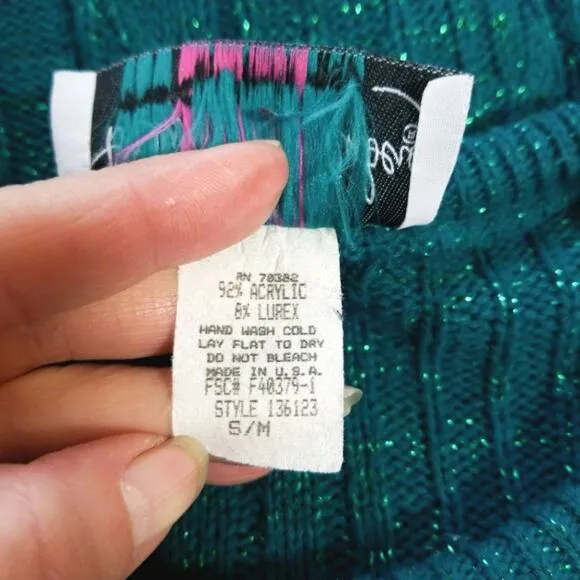 RN 70382
92% ACRYLIC
8% LUREX
HAND WASH COLD
LAY FLAT TO DRY
DO NOT BLEACH
MADE IN U.S.A.
FSC# F40379-1
STYLE 136123
S/M